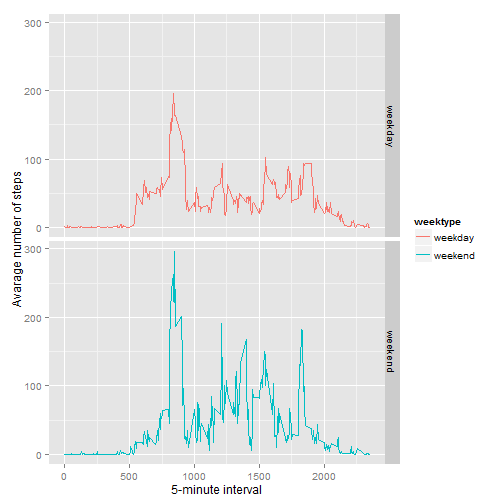 300
200
100
0
weekday
300
200
100
0
weekend
Avarage number of steps
0
500
1000
1500
2000
5-minute interval
weektype
weekday
weekend